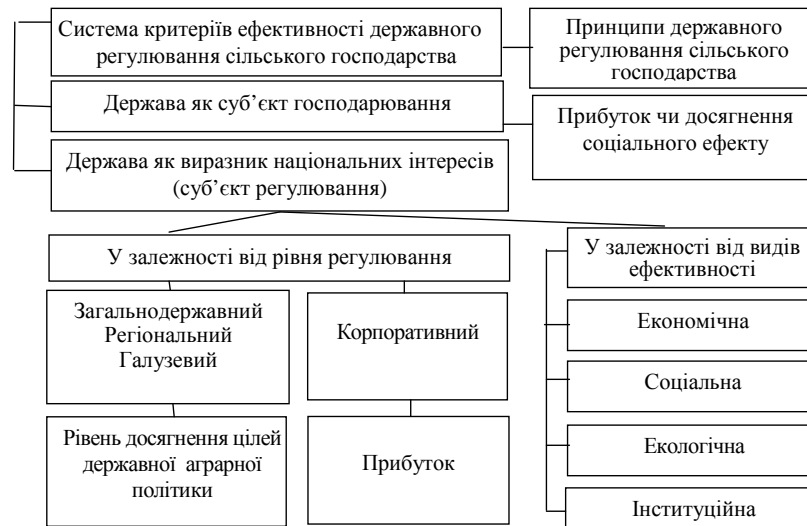 Система критеріїв ефективності державного
регулювання сільського господарства
Принципи державного
регулювання сільського
господарства
Держава як суб’єкт господарювання
Прибуток чи досягнення
соціального ефекту
Держава як виразник національних інтересів
(суб’єкт регулювання)
У залежності від рівня регулювання
У залежності від видів
ефективності
Загальнодержавний
Регіональний
Галузевий
Корпоративний
Економічна
Соціальна
Рівень досягнення цілей
державної аграрної
політики
Прибуток
Екологічна
Інституційна